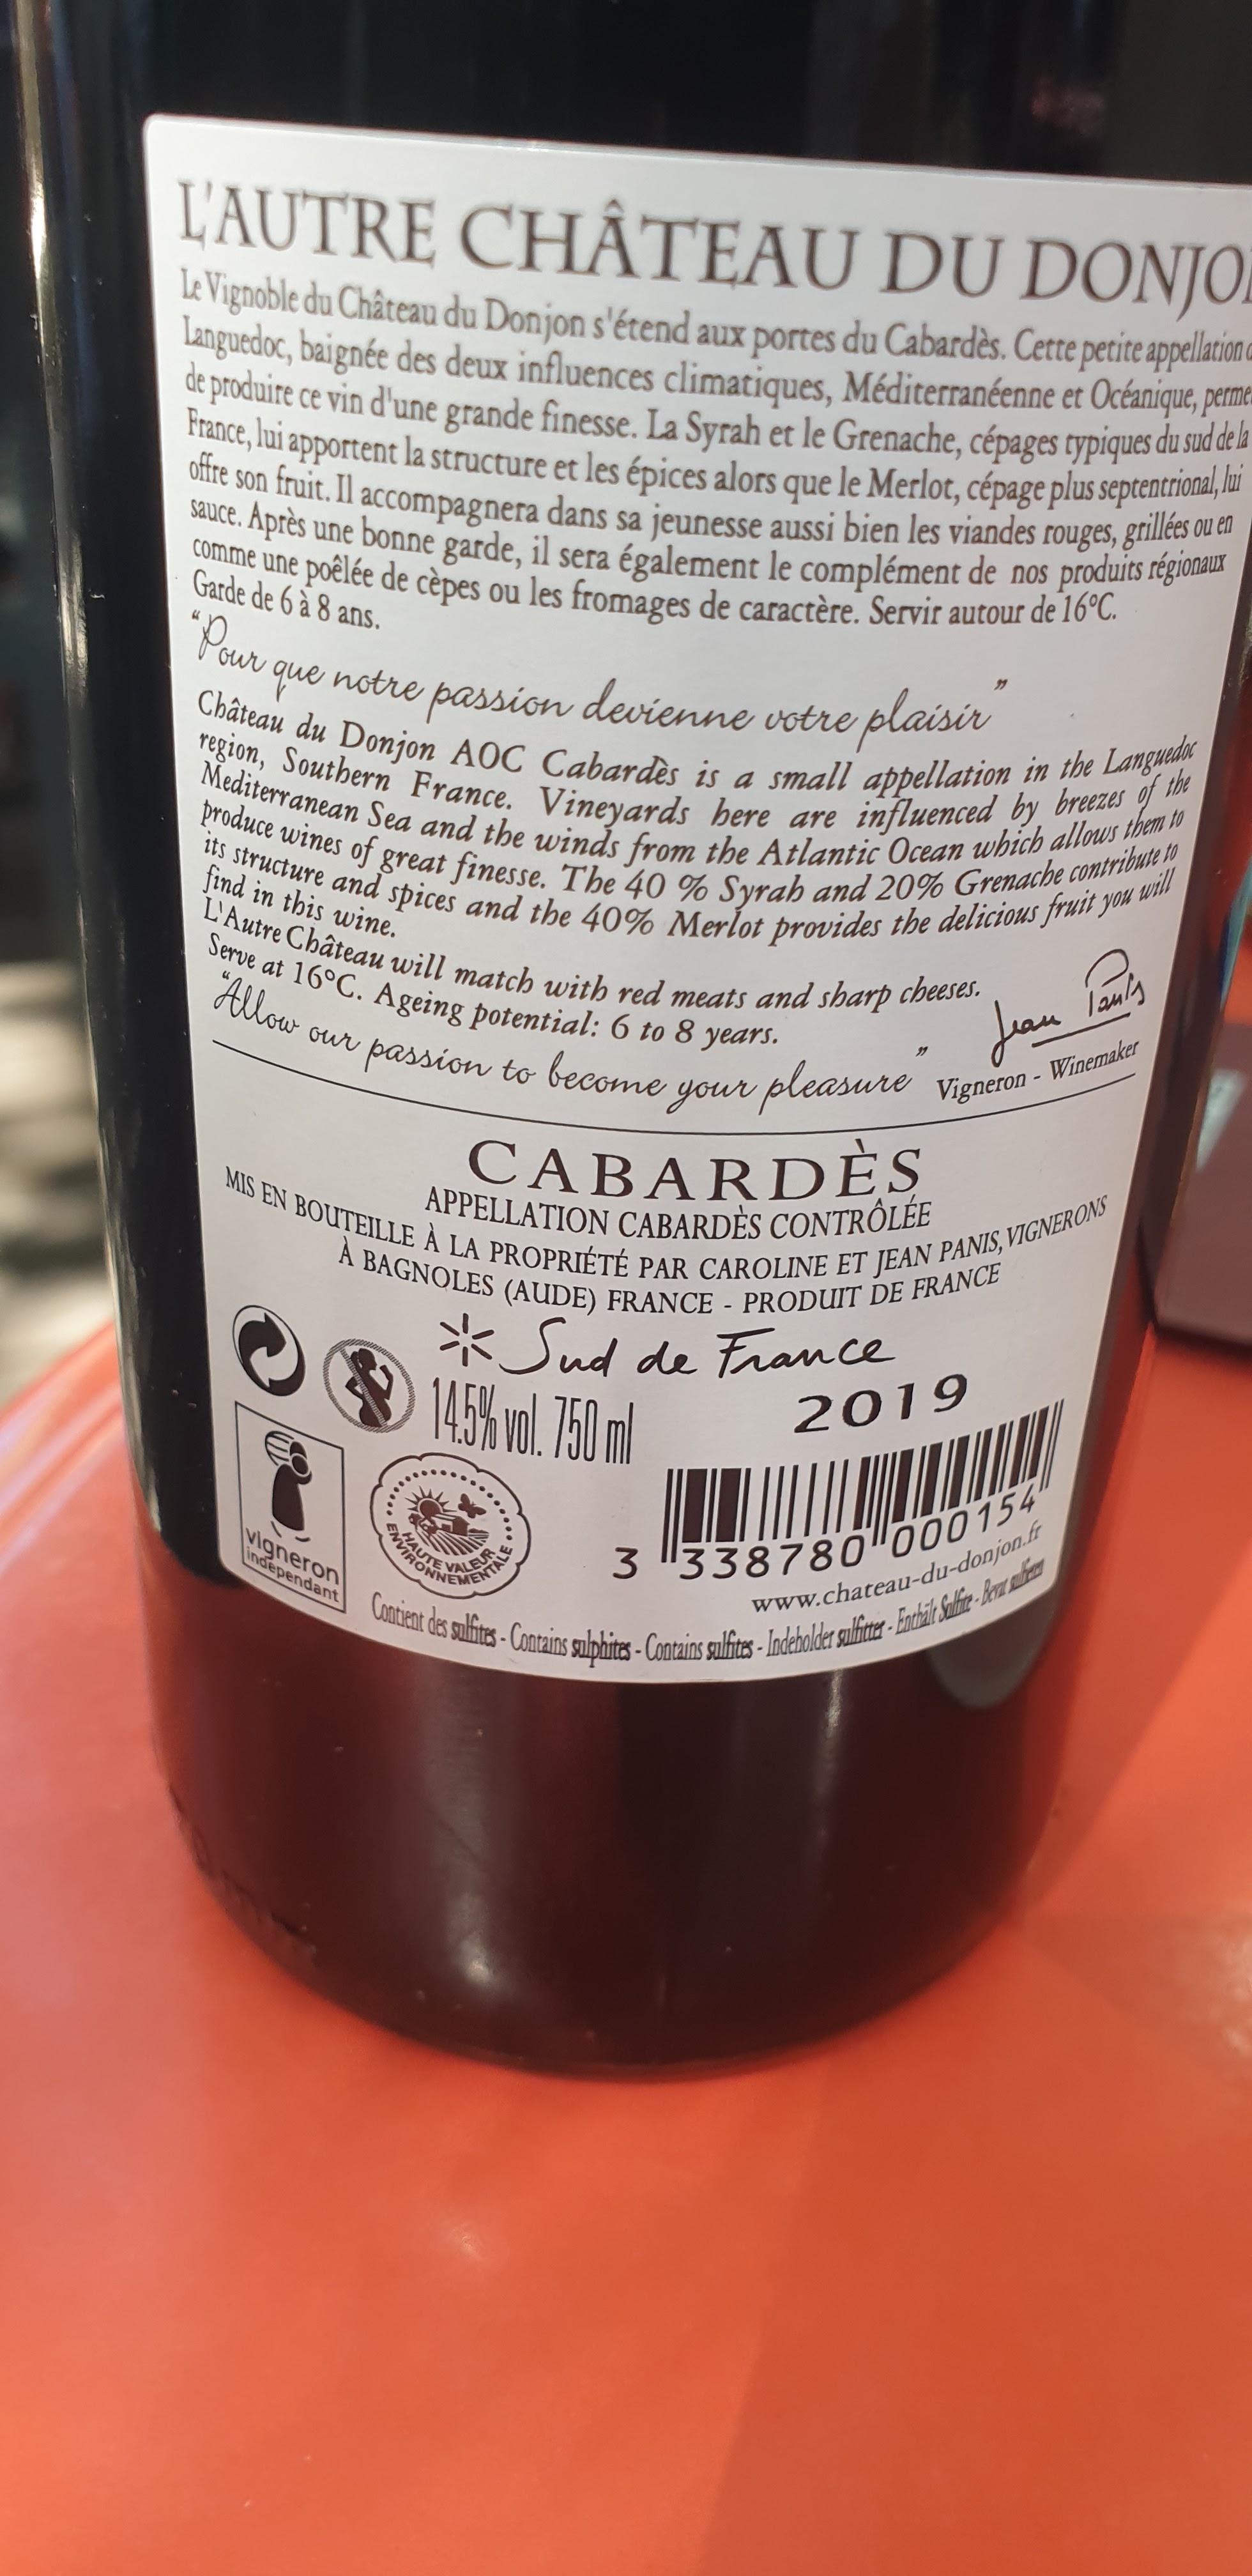 L'AUTRE CHÂTEAU DU DONJO
Le Vignoble du Château du Donjon s'étend aux portes du Cabardès. Cette petite appellation
Languedoc, baignée des deux influences climatiques, Méditerranéenne et Océanique, perme
de produire ce vin d'une grande finesse. La Syrah et le Grenache, cépages typiques du sud de la
France, lui apportent la structure et les épices alors que le Merlot, cépage plus septentrional, lui
offre son fruit. Il accompagnera dans sa jeunesse aussi bien les viandes rouges, grillées ou en
sauce. Après une bonne garde, il sera également le complément de nos produits régionaux
comme une poêlée de cèpes ou les fromages de caractère. Servir autour de 16°C.
Garde de 6 à 8 ans.
"Pour que notre passion devienne votre plaisir"
Château du Donjon AOC Cabardès is a small appellation in the Languedoc
region, Southern France. Vineyards here are influenced by breezes of the
Mediterranean Sea and the winds from the Atlantic Ocean which allows them to
produce wines of great finesse. The 40 % Syrah and 20% Grenache contribute to
its structure and spices and the 40% Merlot provides the delicious fruit you will
find in this wine.
L'Autre Château will match with red meats and sharp cheeses.
Serve at 16°C. Ageing potential: 6 to 8 years.
"Allow our passion to become your pleasure"
Jean Panis
Vigneron - Winemaker
CABARDÈS
APPELLATION CABARDÈS CONTRÔLÉE
MIS EN BOUTEILLE À LA PROPRIÉTÉ PAR CAROLINE ET JEAN PANIS, VIGNERONS
À BAGNOLES (AUDE) FRANCE - PRODUIT DE FRANCE
Sud de France
14.5% vol. 750 ml
2019
vigneron
indépendant
HAUTE VALEUR
ENVIRONNEMENTALE
3 338780 000154
www.chateau-du-donjon.fr
Contient des sulfites - Contains sulphites - Contains sulfites - Indeholder sulfitter - Enthält Sulfite - Bevat sulfieten